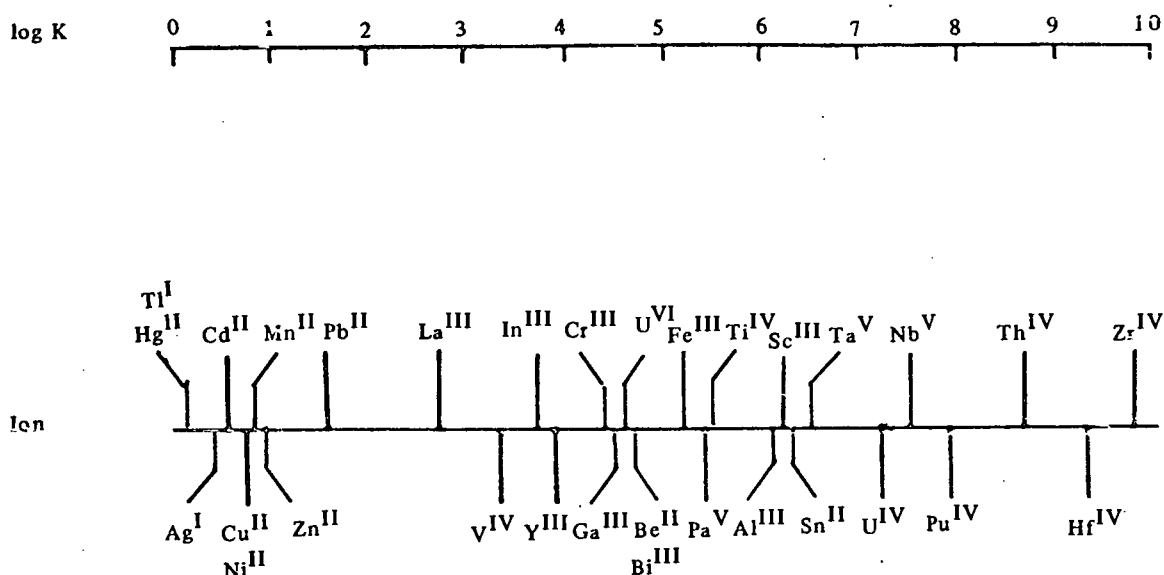 log K 0 1 2 3 4 5 6 7 8 9 10
Tl^I
Hg^II Cd^II Mn^II Pb^II La^III In^III Cr^III U^VI Fe^III Ti^IV Sc^III Ta^V Nb^V Th^IV Zr^IV
Ion
Ag^I Cu^II Zn^II V^IV Y^III Ga^III Be^II Pa^V Al^III Sn^II U^IV Pu^IV Hf^IV
Ni^II Bi^III